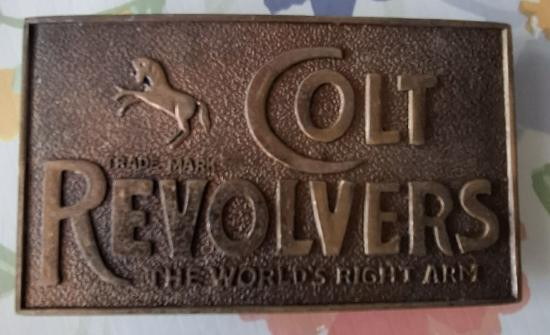 COLT
TRADE MARK
REVOLVERS
THE WORLD'S RIGHT ARM